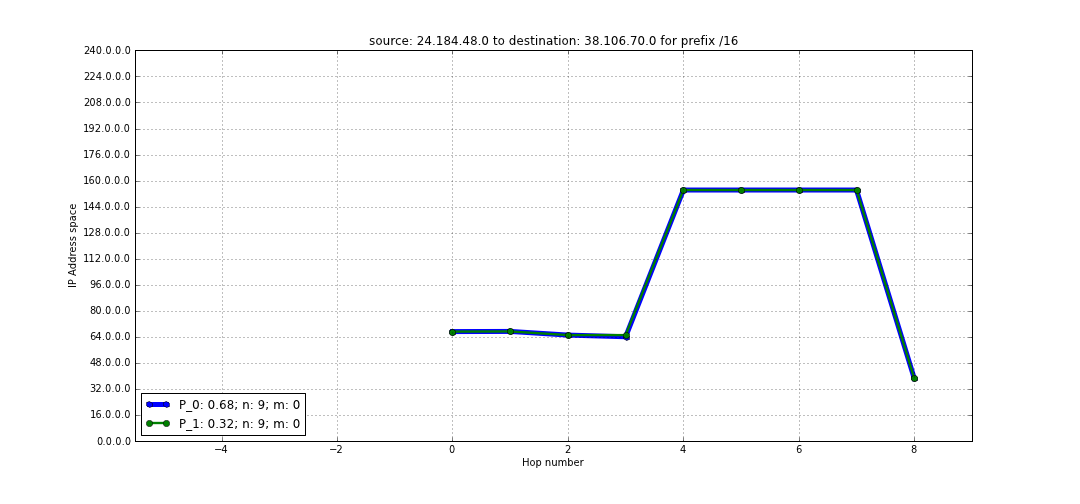 source: 24.184.48.0 to destination: 38.106.70.0 for prefix /16
240.0.0.0
224.0.0.0
208.0.0.0
192.0.0.0
176.0.0.0
160.0.0.0
144.0.0.0
128.0.0.0
112.0.0.0
96.0.0.0
80.0.0.0
64.0.0.0
48.0.0.0
32.0.0.0
16.0.0.0
0.0.0.0
IP Address space
P_0: 0.68; n: 9; m: 0
P_1: 0.32; n: 9; m: 0
−4 −2 0 2 4 6 8
Hop number